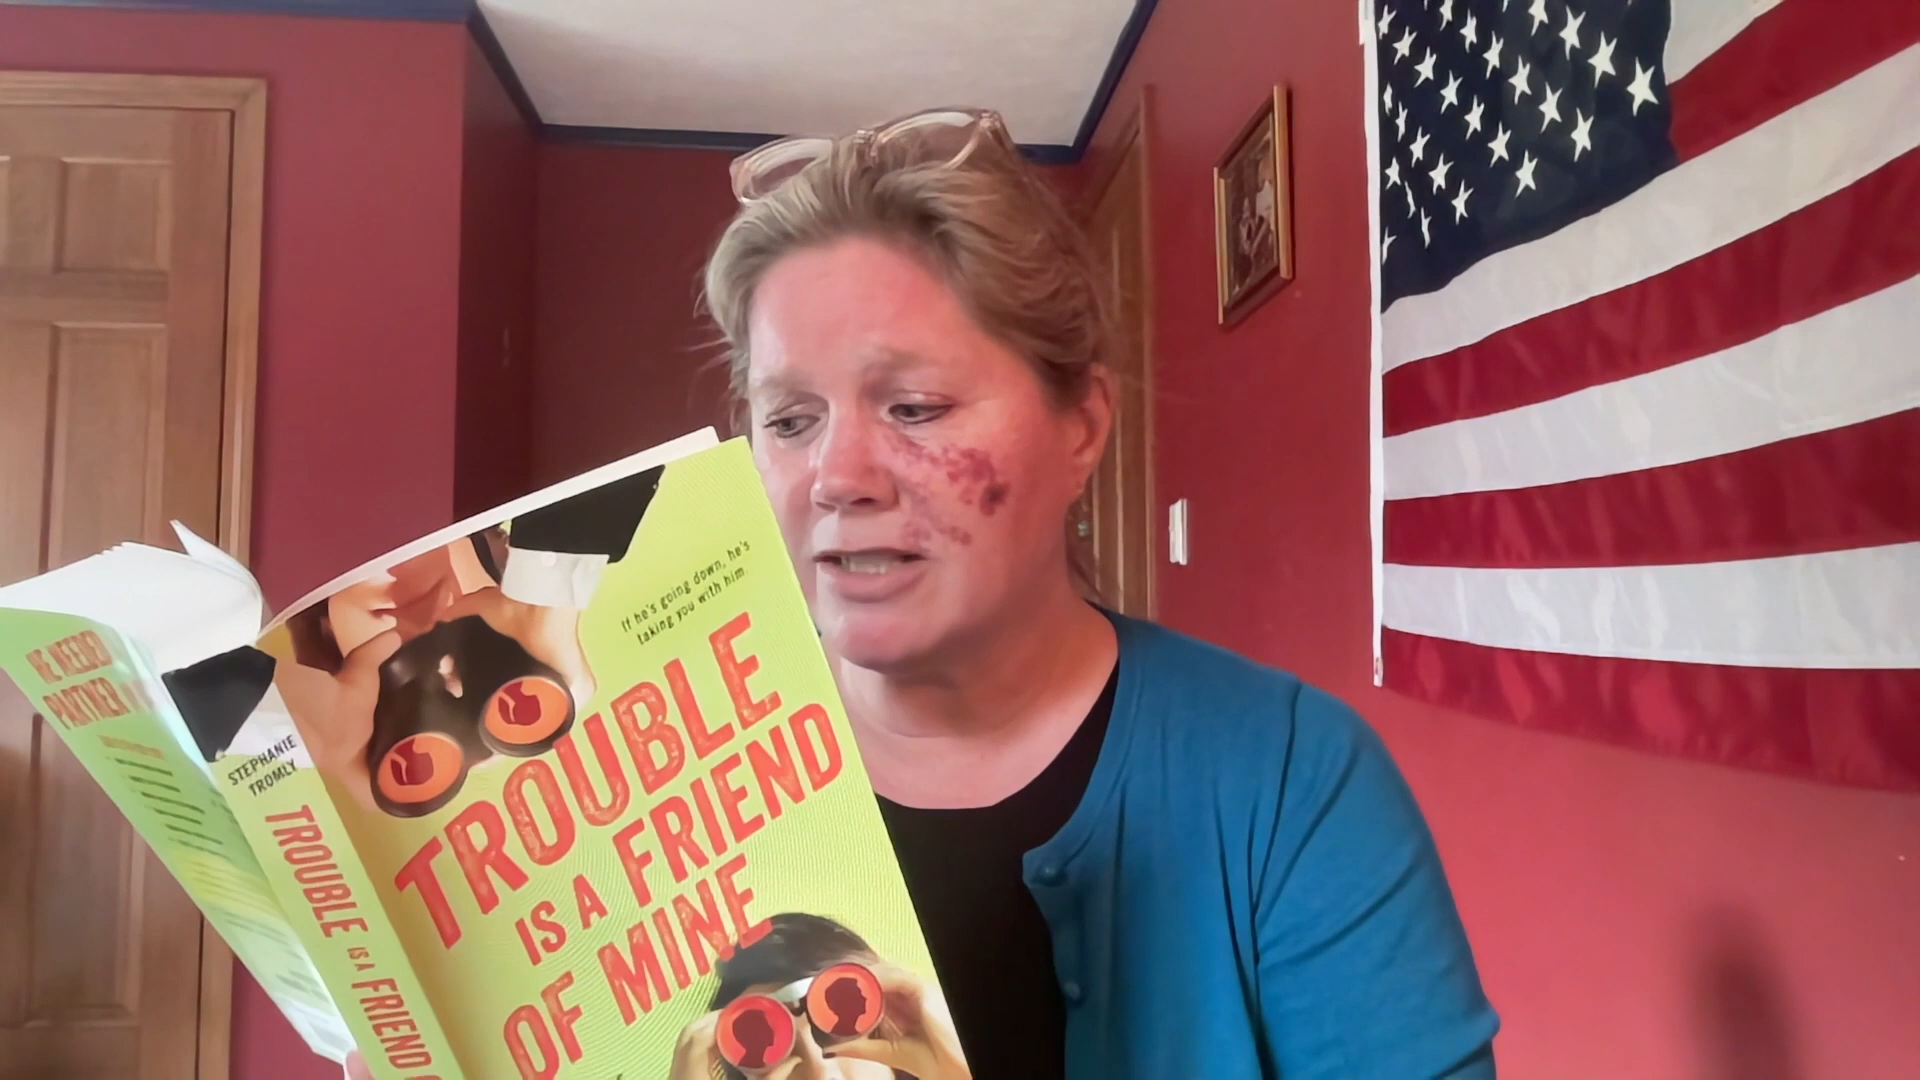 If he's going down, he's
taking you with him.
TROUBLE
IS A FRIEND
OF MINE
STEPHANIE
TROMLY
TROUBLE IS A FRIEND
HE NEEDED
PARTNER